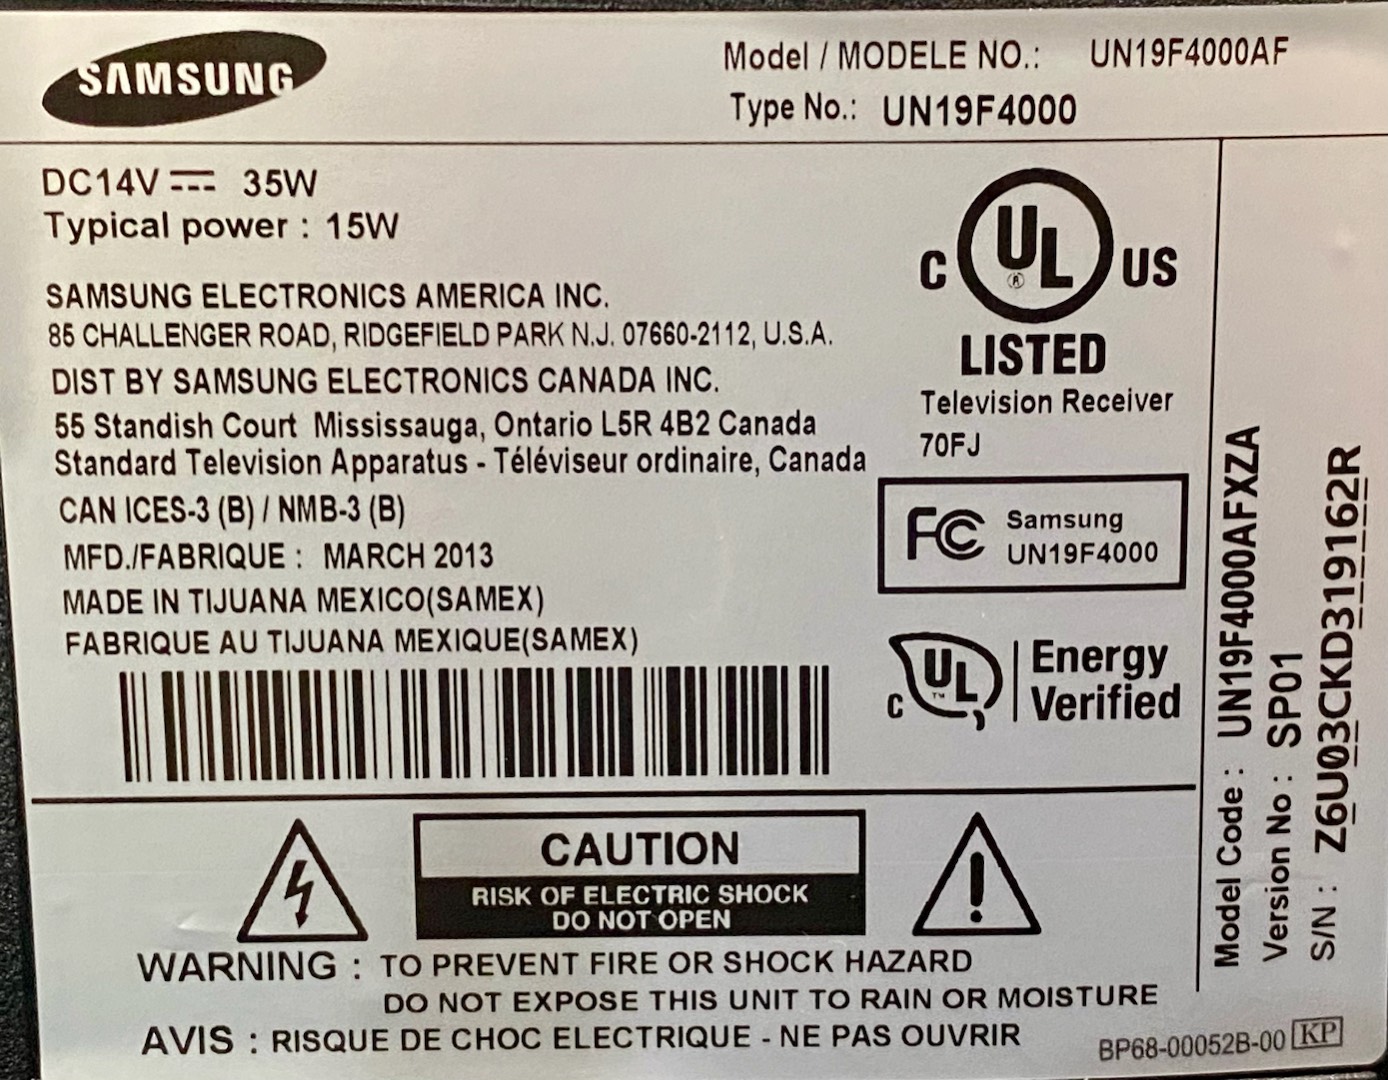 SAMSUNG
Model / MODELE NO.: UN19F4000AF
Type No.: UN19F4000
DC14V ⎓ 35W
Typical power : 15W
SAMSUNG ELECTRONICS AMERICA INC.
85 CHALLENGER ROAD, RIDGEFIELD PARK N.J. 07660-2112, U.S.A.
DIST BY SAMSUNG ELECTRONICS CANADA INC.
55 Standish Court Mississauga, Ontario L5R 4B2 Canada
Standard Television Apparatus - Téléviseur ordinaire, Canada
CAN ICES-3 (B) / NMB-3 (B)
MFD./FABRIQUE : MARCH 2013
MADE IN TIJUANA MEXICO(SAMEX)
FABRIQUE AU TIJUANA MEXIQUE(SAMEX)
C UL ® US
LISTED
Television Receiver
70FJ
FC Samsung
UN19F4000
C UL ™ Energy
Verified
Model Code : UN19F4000AFXZA
Version No : SP01
S/N : Z6U03CKD319162R
CAUTION
RISK OF ELECTRIC SHOCK
DO NOT OPEN
WARNING : TO PREVENT FIRE OR SHOCK HAZARD
DO NOT EXPOSE THIS UNIT TO RAIN OR MOISTURE
AVIS : RISQUE DE CHOC ELECTRIQUE - NE PAS OUVRIR
BP68-00052B-00 KP